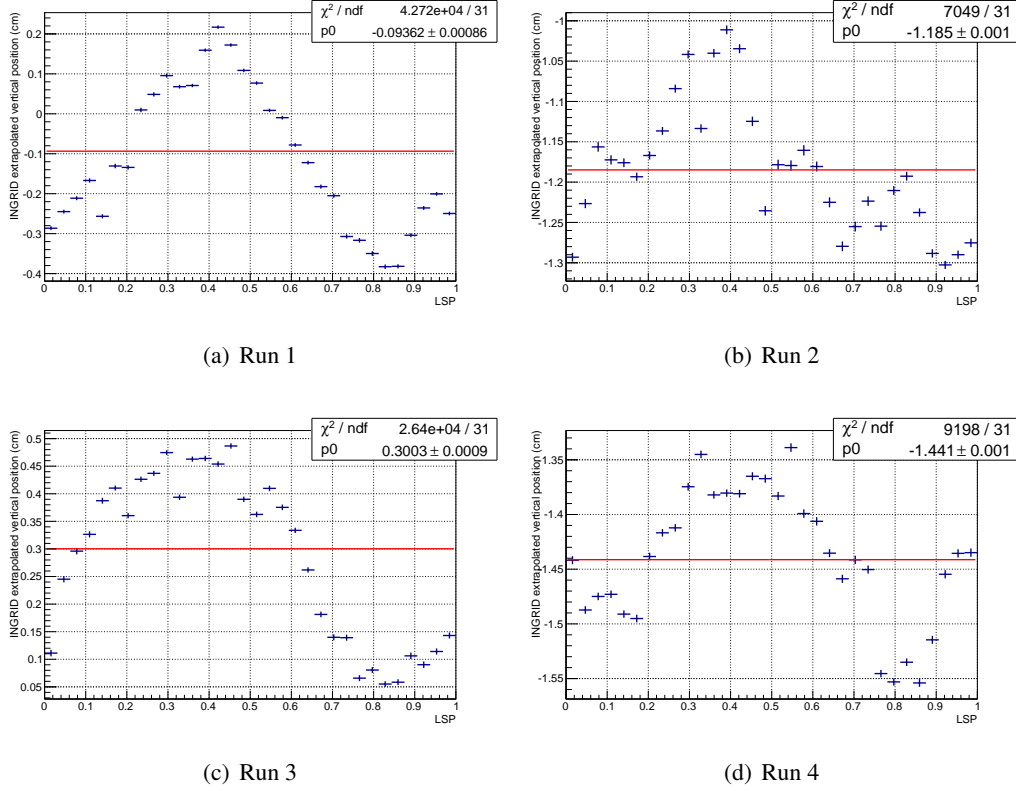 χ² / ndf 4.272e+04 / 31
p0 -0.09362 ± 0.00086
INGRID extrapolated vertical position (cm)
0.2
0.1
0
-0.1
-0.2
-0.3
-0.4
0 0.1 0.2 0.3 0.4 0.5 0.6 0.7 0.8 0.9 1
LSP
(a) Run 1
χ² / ndf 7049 / 31
p0 -1.185 ± 0.001
INGRID extrapolated vertical position (cm)
-1
-1.05
-1.1
-1.15
-1.2
-1.25
-1.3
0 0.1 0.2 0.3 0.4 0.5 0.6 0.7 0.8 0.9 1
LSP
(b) Run 2
χ² / ndf 2.64e+04 / 31
p0 0.3003 ± 0.0009
INGRID extrapolated vertical position (cm)
0.5
0.45
0.4
0.35
0.3
0.25
0.2
0.15
0.1
0.05
0 0.1 0.2 0.3 0.4 0.5 0.6 0.7 0.8 0.9 1
LSP
(c) Run 3
χ² / ndf 9198 / 31
p0 -1.441 ± 0.001
INGRID extrapolated vertical position (cm)
-1.35
-1.4
-1.45
-1.5
-1.55
0 0.1 0.2 0.3 0.4 0.5 0.6 0.7 0.8 0.9 1
LSP
(d) Run 4